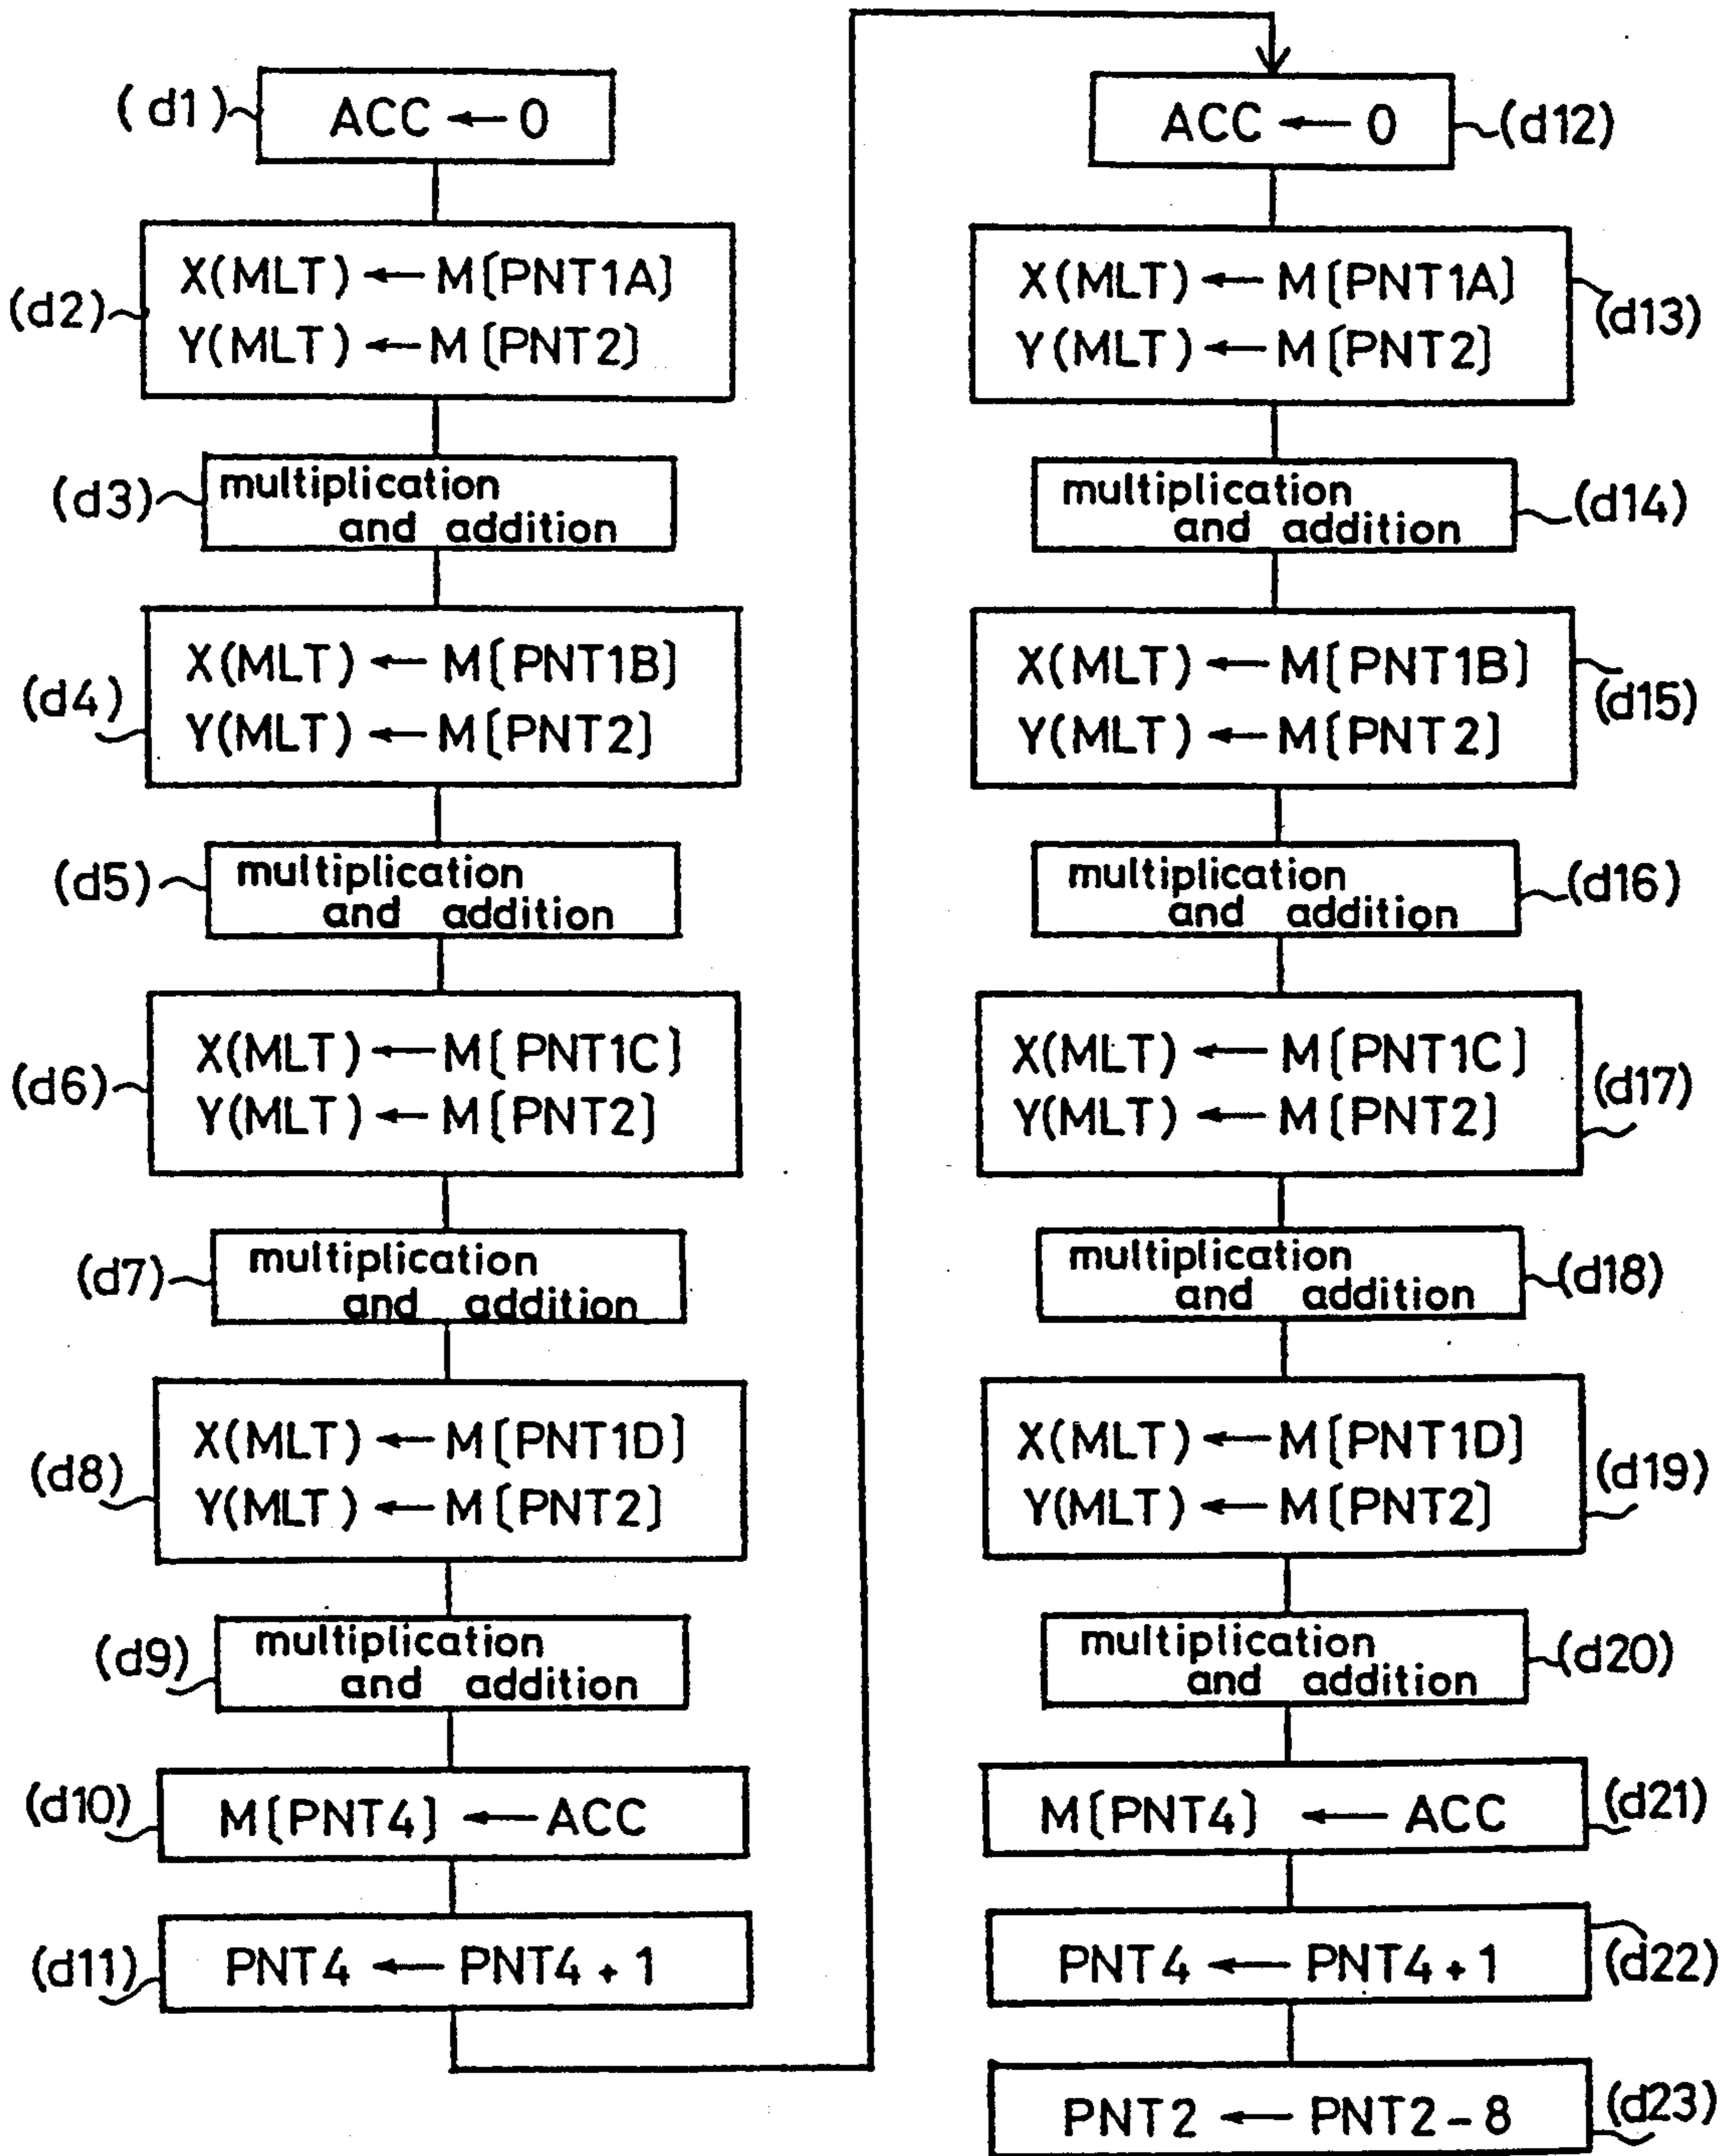 (d1) ACC ← 0
(d2) X(MLT) ← M[PNT1A]
Y(MLT) ← M[PNT2]
(d3) multiplication
and addition
(d4) X(MLT) ← M[PNT1B]
Y(MLT) ← M[PNT2]
(d5) multiplication
and addition
(d6) X(MLT) ← M[PNT1C]
Y(MLT) ← M[PNT2]
(d7) multiplication
and addition
(d8) X(MLT) ← M[PNT1D]
Y(MLT) ← M[PNT2]
(d9) multiplication
and addition
(d10) M[PNT4] ← ACC
(d11) PNT4 ← PNT4 + 1
ACC ← 0 (d12)
X(MLT) ← M[PNT1A] (d13)
Y(MLT) ← M[PNT2]
multiplication (d14)
and addition
X(MLT) ← M[PNT1B] (d15)
Y(MLT) ← M[PNT2]
multiplication (d16)
and addition
X(MLT) ← M[PNT1C] (d17)
Y(MLT) ← M[PNT2]
multiplication (d18)
and addition
X(MLT) ← M[PNT1D] (d19)
Y(MLT) ← M[PNT2]
multiplication (d20)
and addition
M[PNT4] ← ACC (d21)
PNT4 ← PNT4 + 1 (d22)
PNT2 ← PNT2 - 8 (d23)